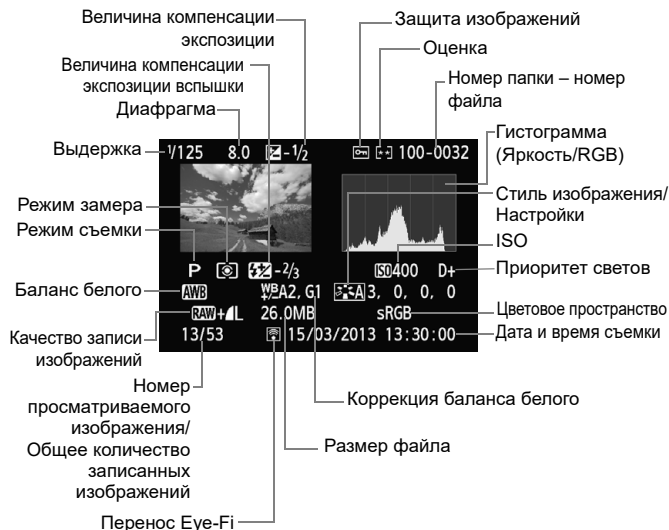 Величина компенсации
экспозиции
Величина компенсации
экспозиции вспышки
Диафрагма
Выдержка
Режим замера
Режим съемки
Баланс белого
Качество записи
изображений
Номер
просматриваемого
изображения/
Общее количество
записанных
изображений
Перенос Eye-Fi
Защита изображений
Оценка
Номер папки – номер
файла
Гистограмма
(Яркость/RGB)
Стиль изображения/
Настройки
ISO
Приоритет светов
Цветовое пространство
Дата и время съемки
Коррекция баланса белого
Размер файла
1/125 8.0 -1/2 100-0032
P -2/3 ISO 400 D+
AWB WB A2, G1 A 3, 0, 0, 0
RAW+L 26.0MB sRGB
13/53 15/03/2013 13:30:00